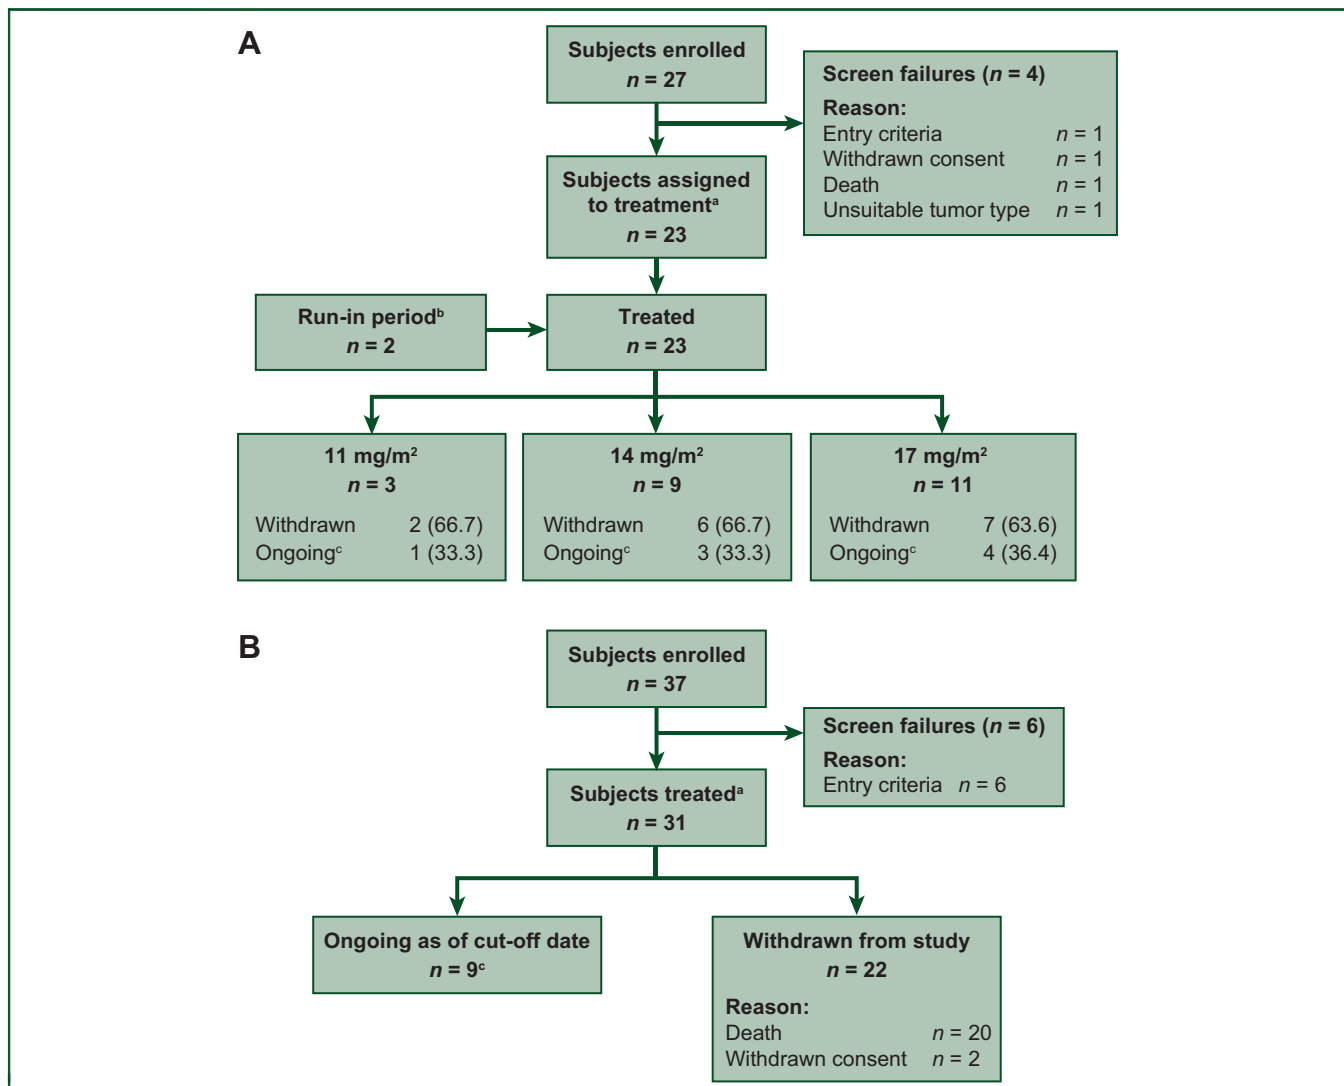 A
Subjects enrolled
n = 27
Screen failures (n = 4)
Reason:
Entry criteria n = 1
Withdrawn consent n = 1
Death n = 1
Unsuitable tumor type n = 1
Subjects assigned
to treatmentᵃ
n = 23
Run-in periodᵇ
n = 2
Treated
n = 23
11 mg/m²
n = 3
Withdrawn 2 (66.7)
Ongoingᶜ 1 (33.3)
14 mg/m²
n = 9
Withdrawn 6 (66.7)
Ongoingᶜ 3 (33.3)
17 mg/m²
n = 11
Withdrawn 7 (63.6)
Ongoingᶜ 4 (36.4)
B
Subjects enrolled
n = 37
Screen failures (n = 6)
Reason:
Entry criteria n = 6
Subjects treatedᵃ
n = 31
Ongoing as of cut-off date
n = 9ᶜ
Withdrawn from study
n = 22
Reason:
Death n = 20
Withdrawn consent n = 2